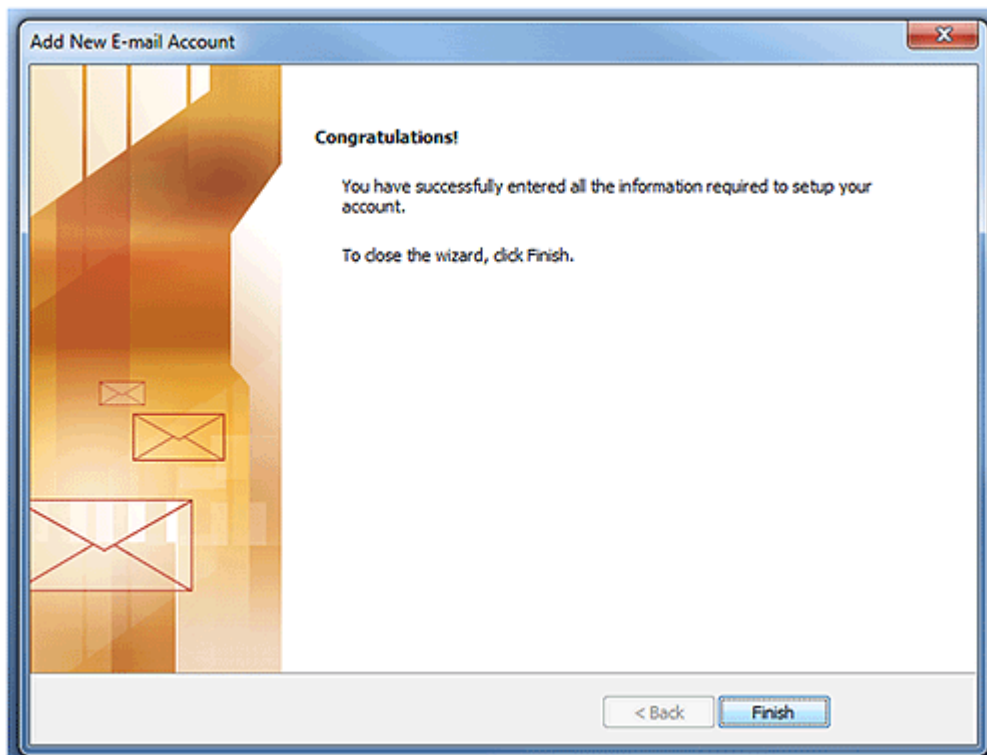 Add New E-mail Account
Congratulations!
You have successfully entered all the information required to setup your
account.
To close the wizard, click Finish.
< Back
Finish